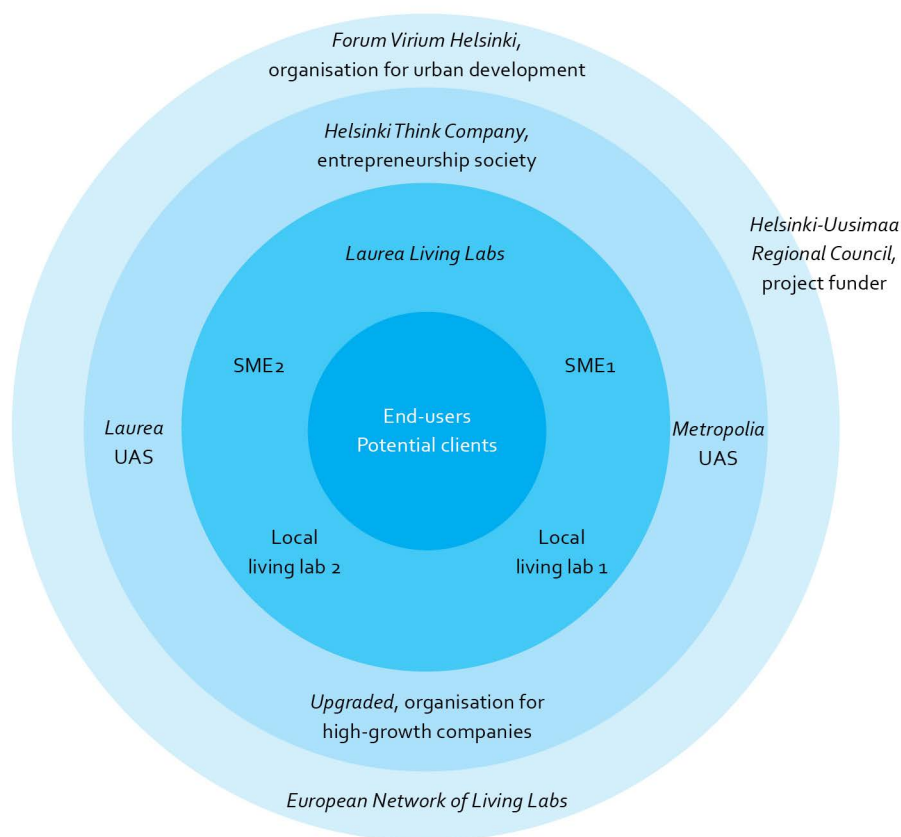 Forum Virium Helsinki,
organisation for urban development
Helsinki Think Company,
entrepreneurship society
Helsinki-Uusimaa
Regional Council,
project funder
Laurea Living Labs
SME2
SME1
End-users
Potential clients
Laurea
UAS
Metropolia
UAS
Local
living lab 2
Local
living lab 1
Upgraded, organisation for
high-growth companies
European Network of Living Labs